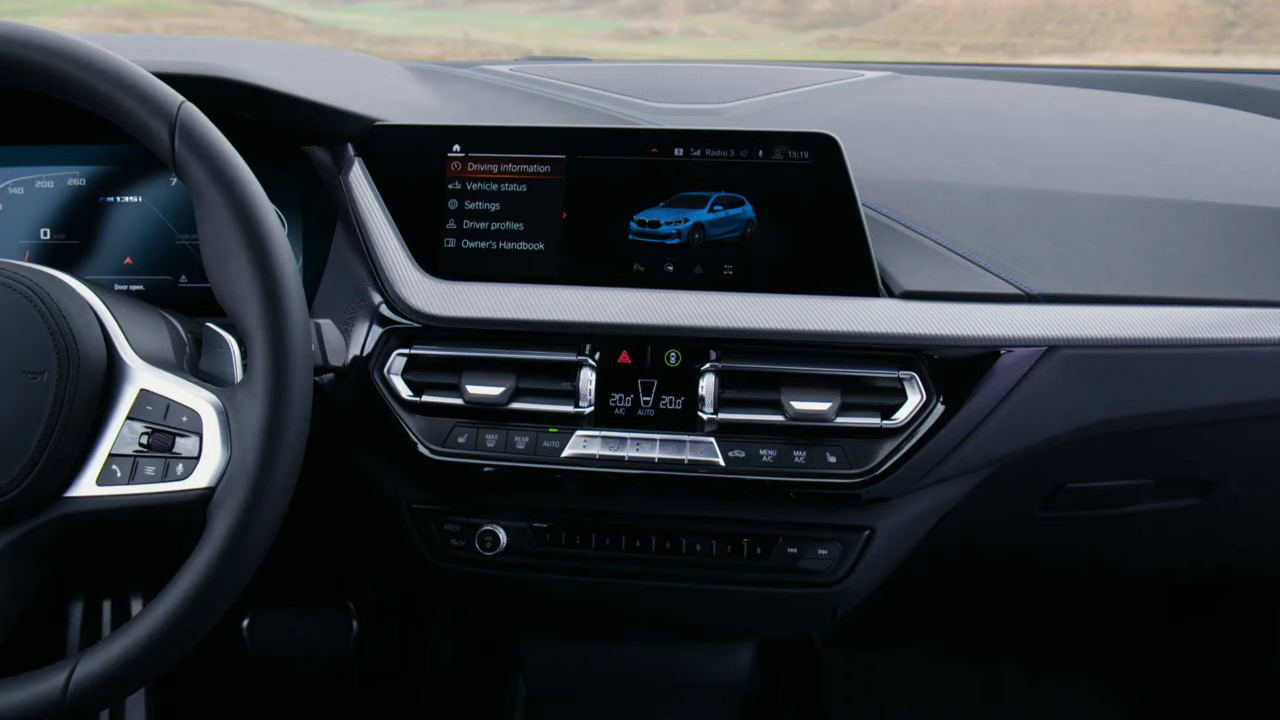 140 200 260
7
M135i
0
Door open.
Driving information
Vehicle status
Settings
Driver profiles
Owner's Handbook
Radio 3
15:19
20.0° 20.0°
A/C AUTO
MAX
REAR
AUTO
MENU
A/C
MAX
A/C
MODE
1 2 3 4 5 6 7 8
- +